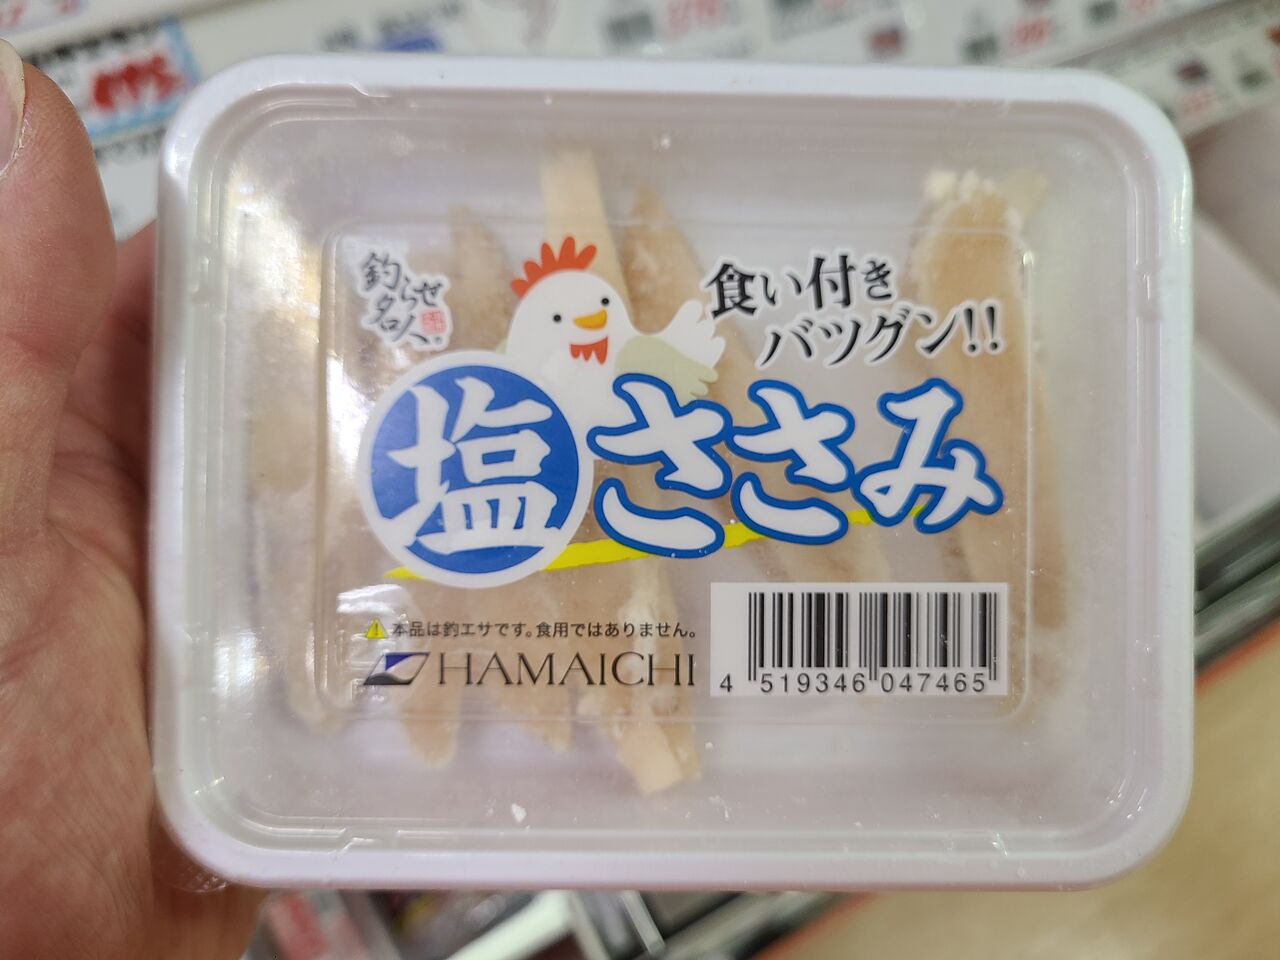 釣らせ
名人
食い付き
バツグン!!
塩ささみ
本品は釣エサです。食用ではありません。
HAMAICHI
4 519346 047465